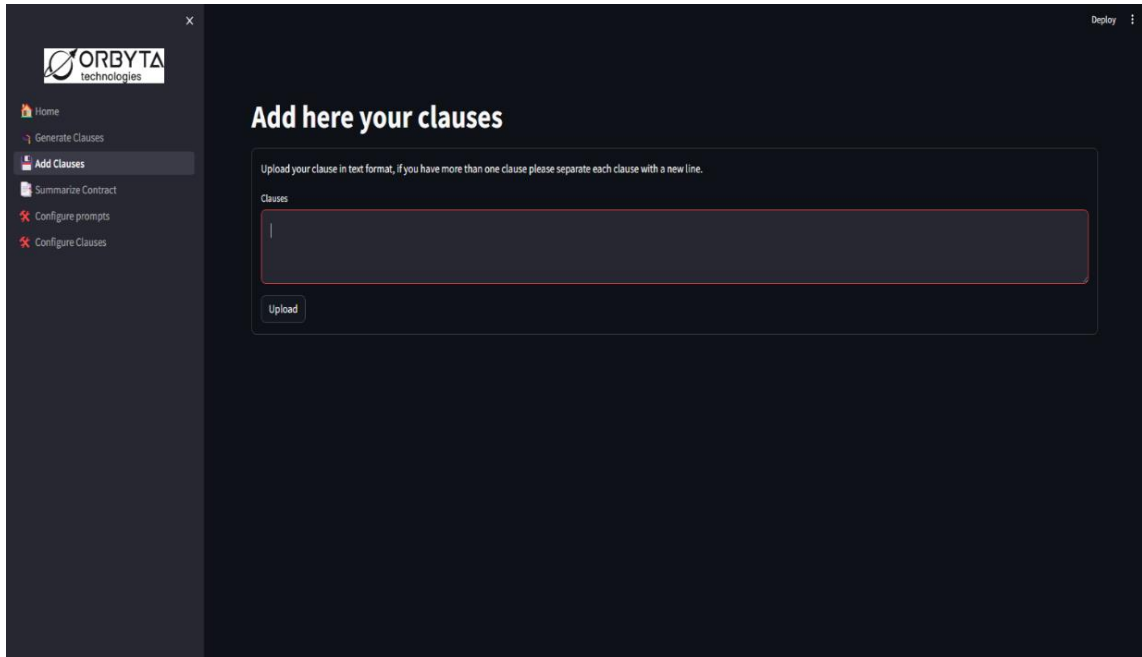 Deploy
ORBYTA
technologies
Home
Generate Clauses
Add Clauses
Summarize Contract
Configure prompts
Configure Clauses
Add here your clauses
Upload your clause in text format, if you have more than one clause please separate each clause with a new line.
Clauses
Upload